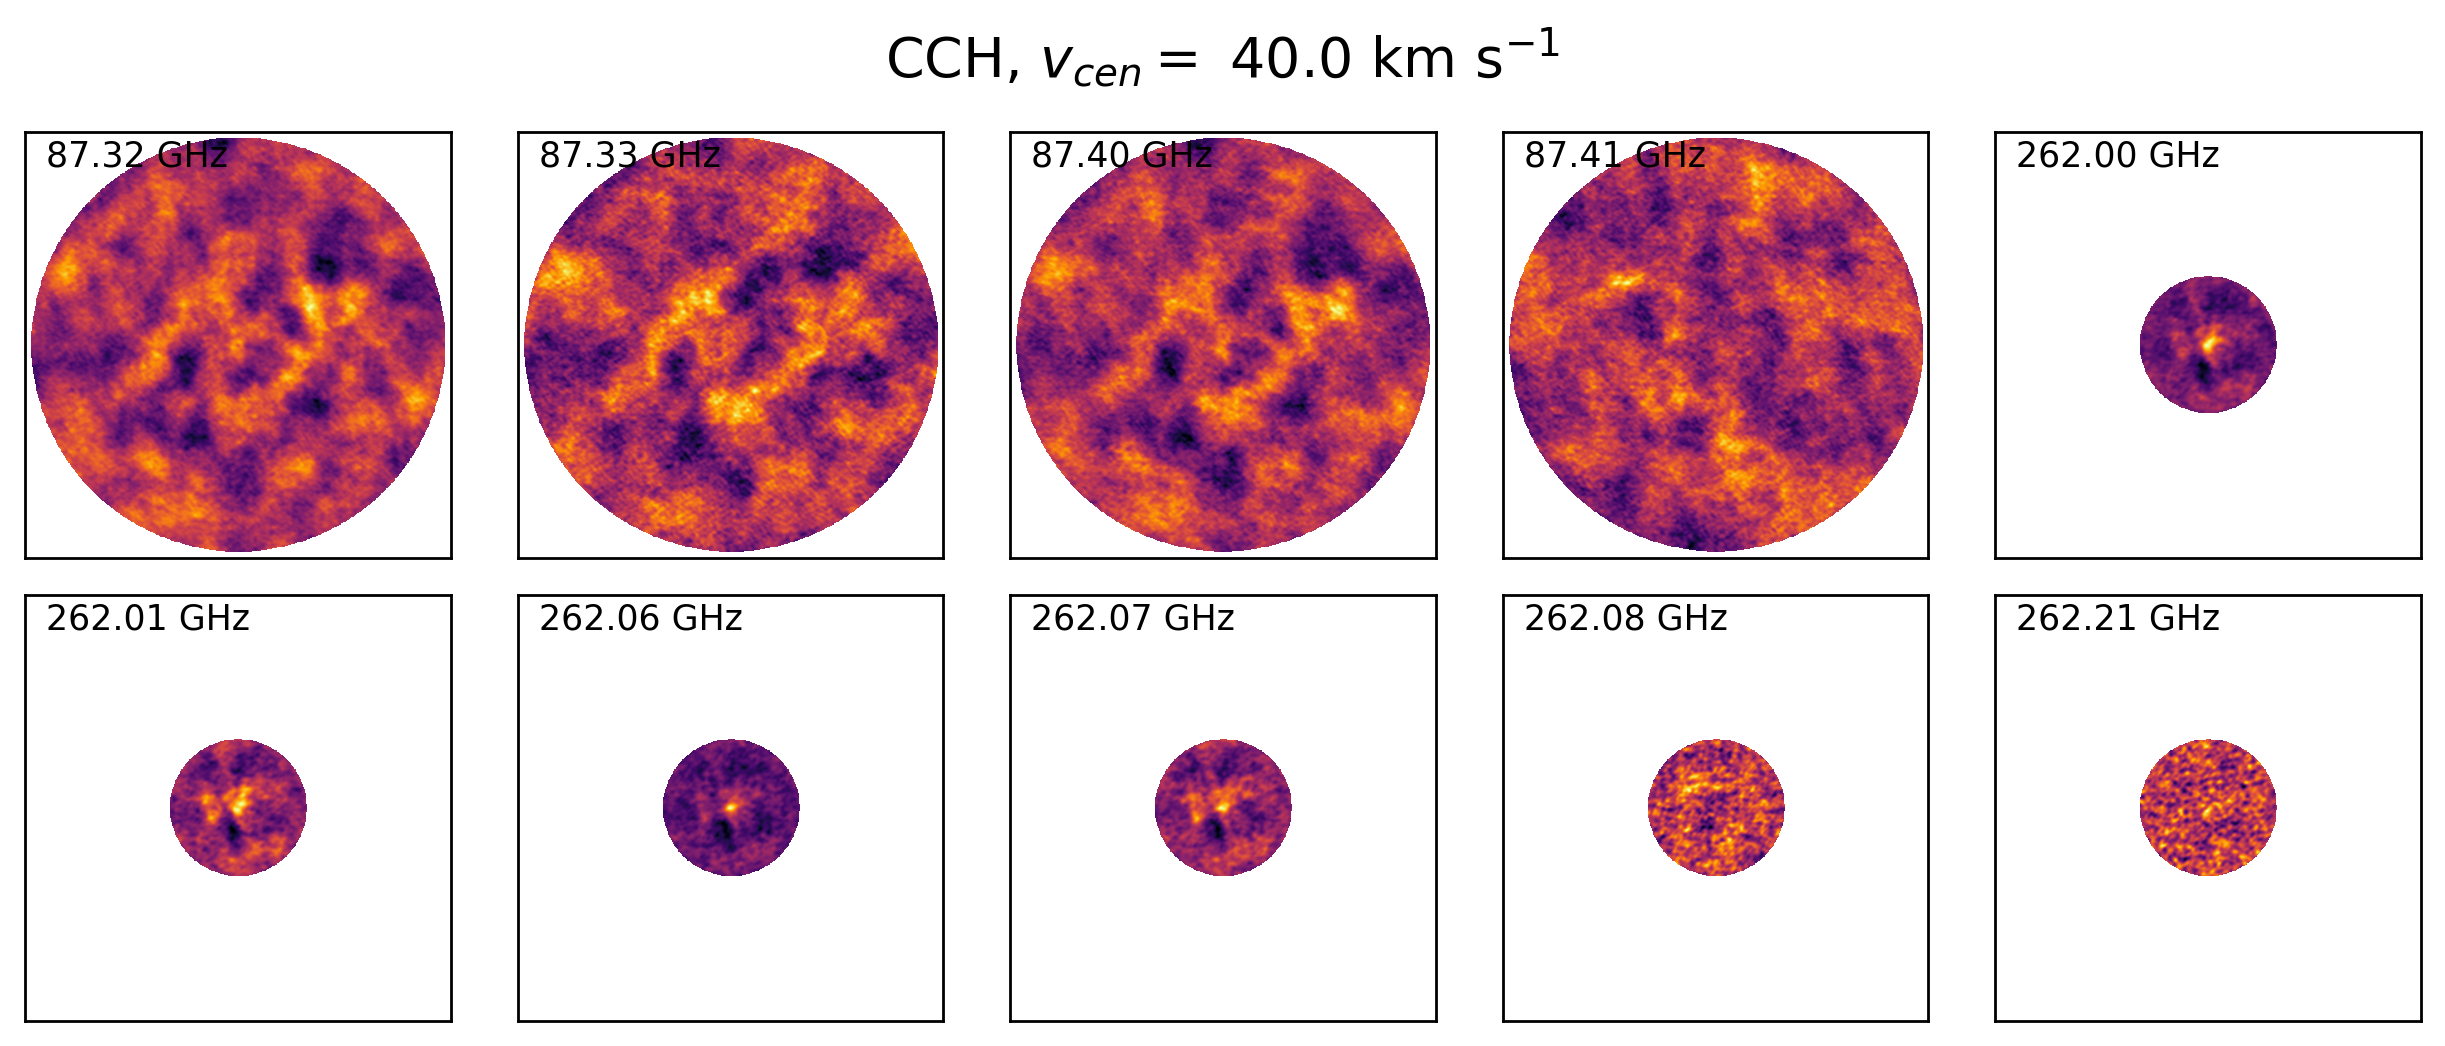 CCH, v_cen = 40.0 km s⁻¹
87.32 GHz
87.33 GHz
87.40 GHz
87.41 GHz
262.00 GHz
262.01 GHz
262.06 GHz
262.07 GHz
262.08 GHz
262.21 GHz